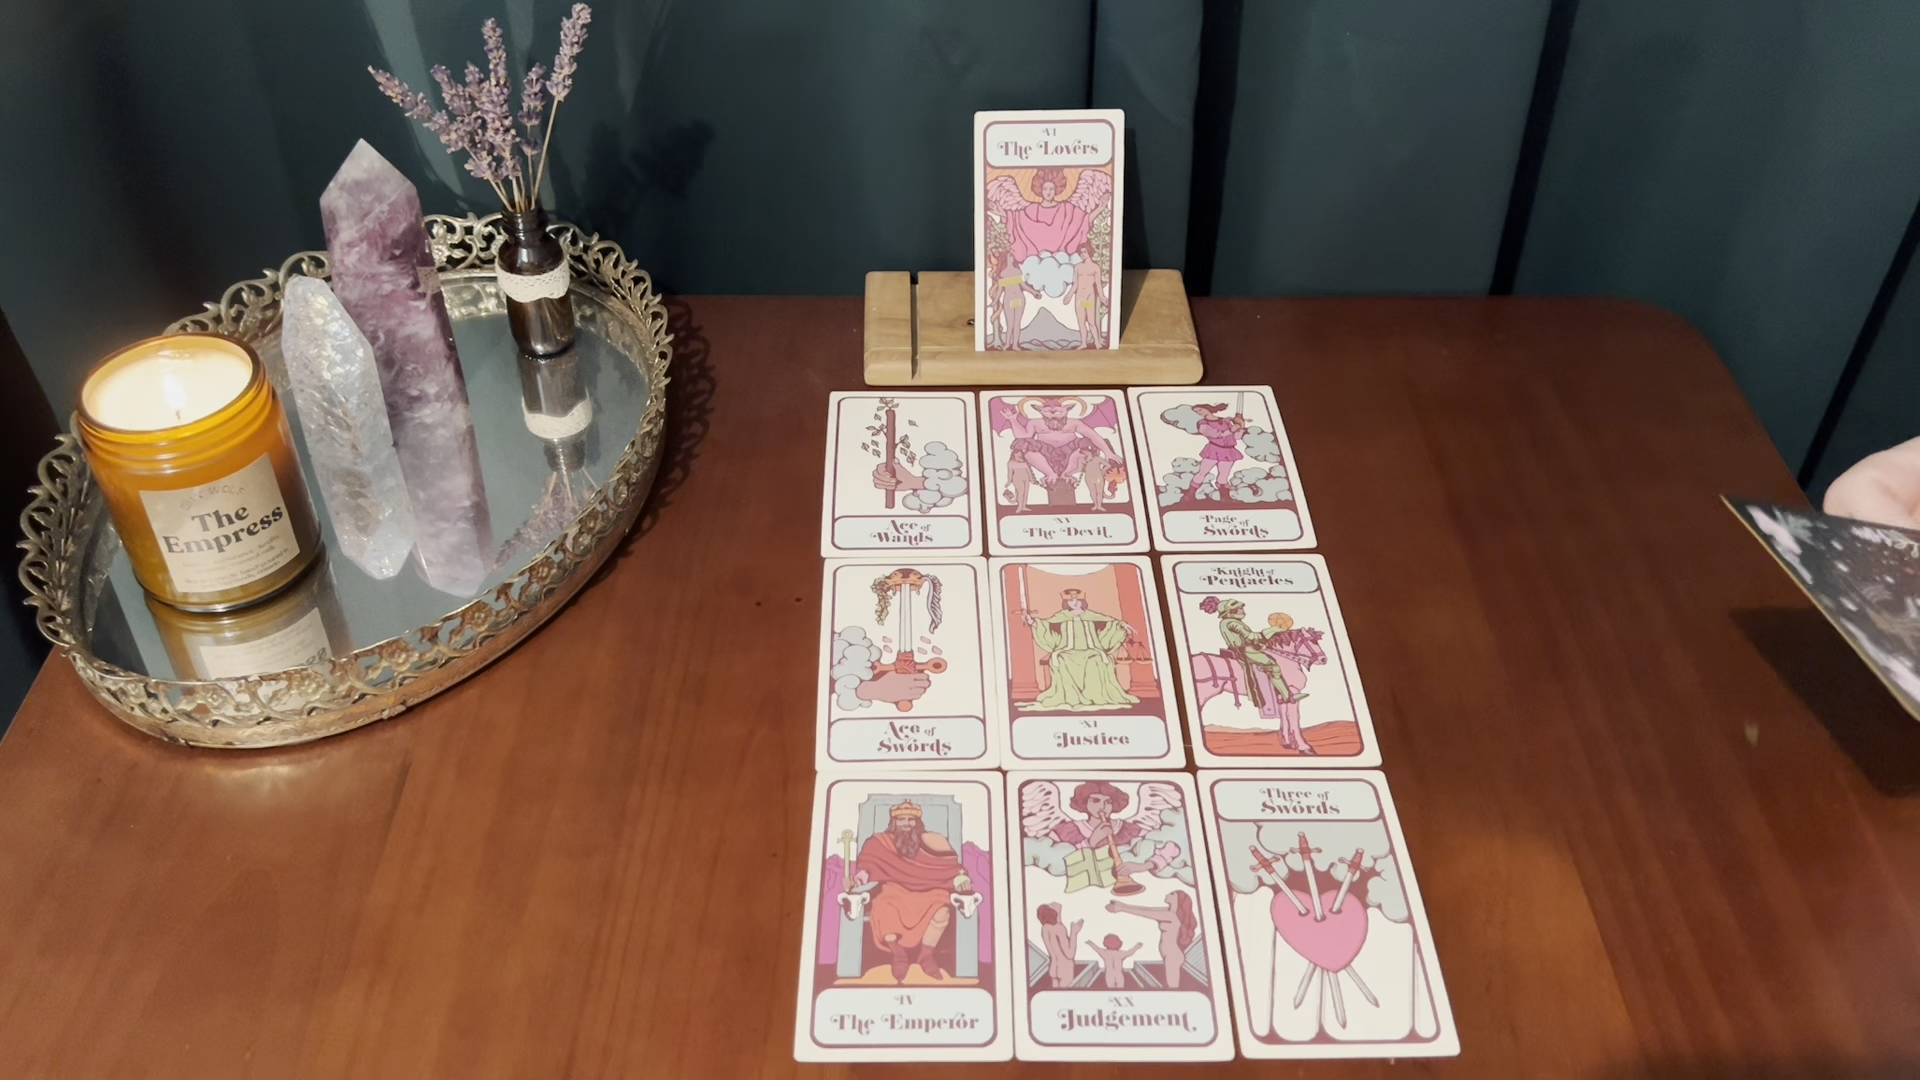 VI
The Lovers
Ace of
Wands
XV
The Devil
Page of
Swords
Ace of
Swords
XI
Justice
Knight of
Pentacles
IV
The Emperor
XX
Judgement
Three of
Swords
The
Empress